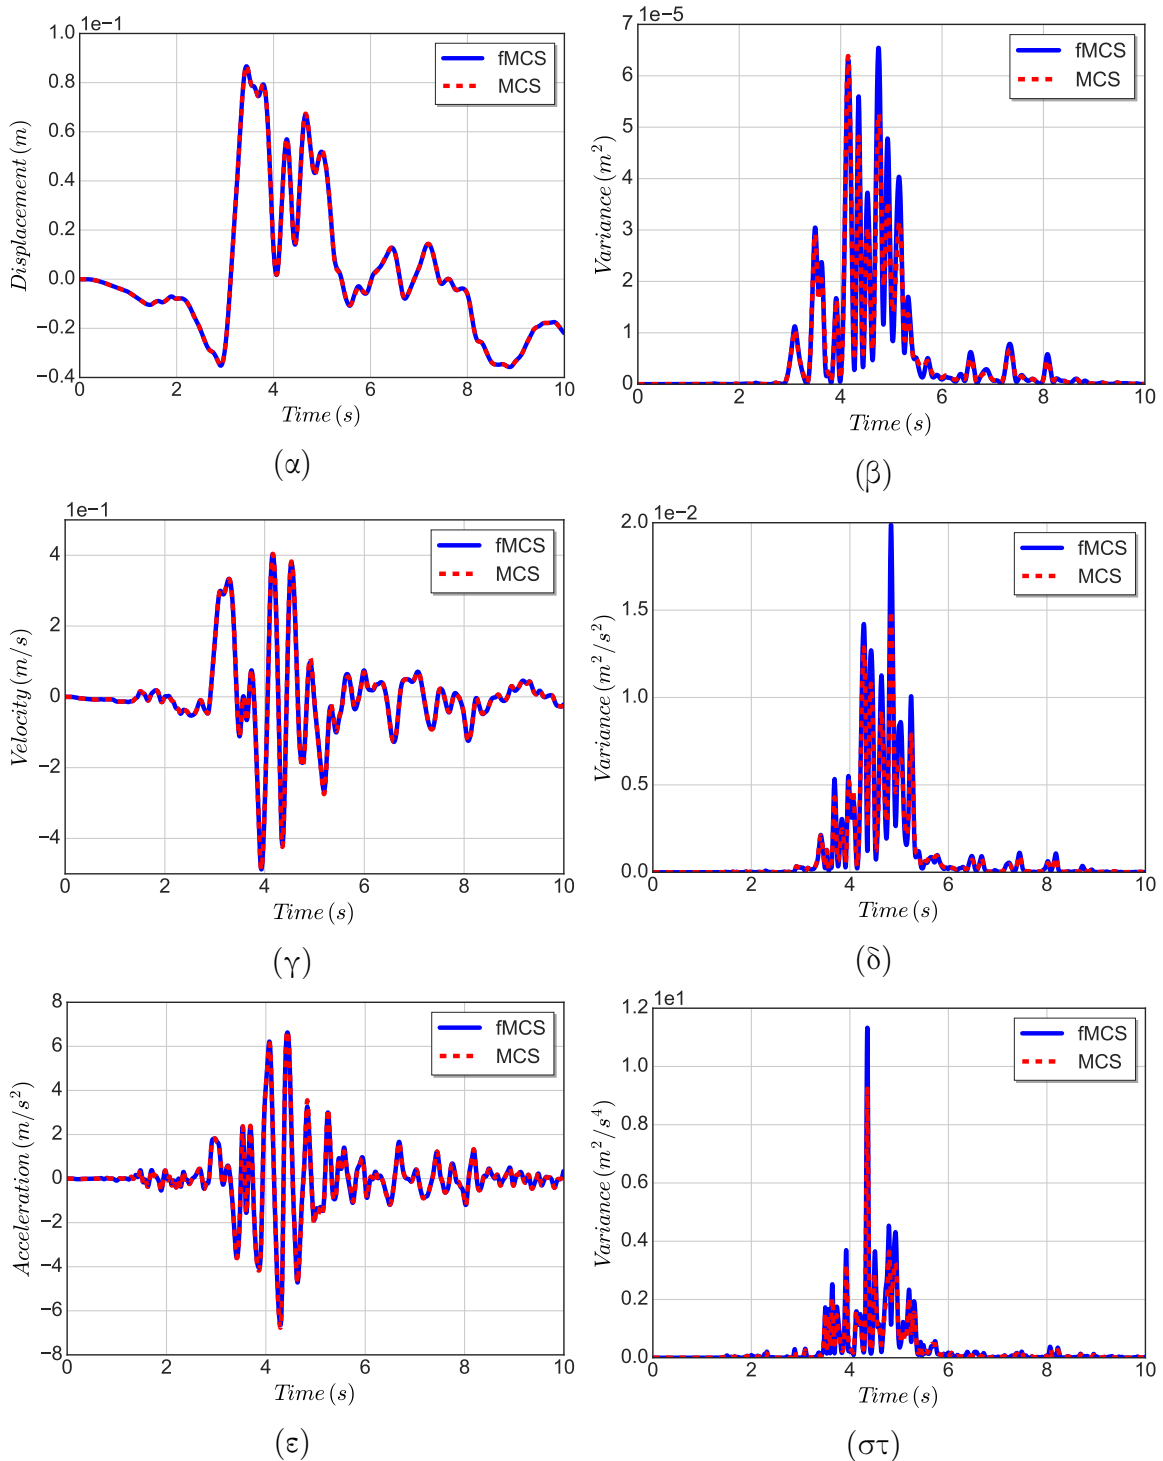 1e−1
1.0
0.8
0.6
0.4
0.2
0.0
−0.2
−0.4
Displacement (m)
fMCS
MCS
0 2 4 6 8 10
Time (s)
(α)
1e−5
7
6
5
4
3
2
1
0
Variance (m²)
fMCS
MCS
0 2 4 6 8 10
Time (s)
(β)
1e−1
4
2
0
−2
−4
Velocity (m/s)
fMCS
MCS
0 2 4 6 8 10
Time (s)
(γ)
1e−2
2.0
1.5
1.0
0.5
0.0
Variance (m²/s²)
fMCS
MCS
0 2 4 6 8 10
Time (s)
(δ)
8
6
4
2
0
−2
−4
−6
−8
Acceleration (m/s²)
fMCS
MCS
0 2 4 6 8 10
Time (s)
(ε)
1e1
1.2
1.0
0.8
0.6
0.4
0.2
0.0
Variance (m²/s⁴)
fMCS
MCS
0 2 4 6 8 10
Time (s)
(στ)